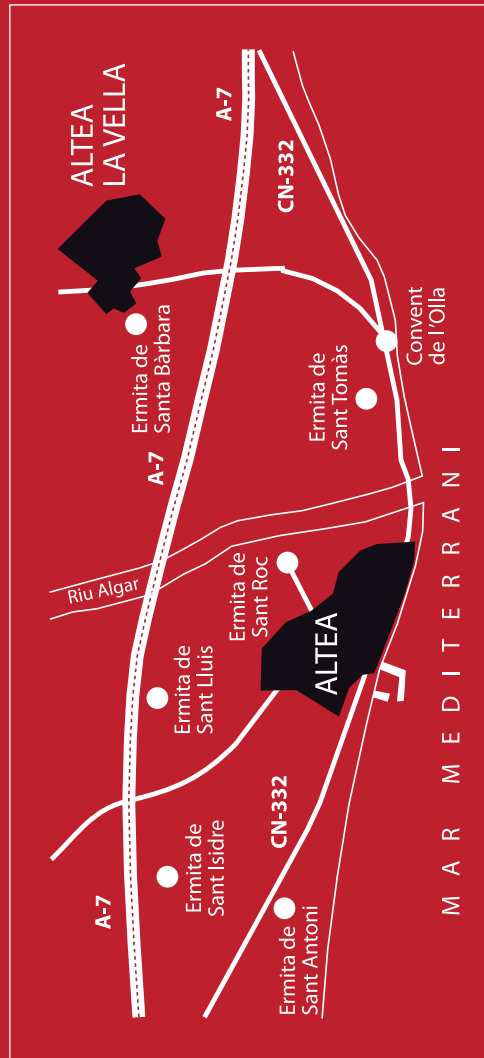 ALTEA
LA VELLA
A-7
CN-332
Ermita de
Santa Bàrbara
Convent
de l'Olla
Ermita de
Sant Tomàs
A-7
Riu Algar
Ermita de
Sant Roc
ALTEA
Ermita de
Sant Lluis
CN-332
Ermita de
Sant Isidre
A-7
Ermita de
Sant Antoni
MAR MEDITERRANI